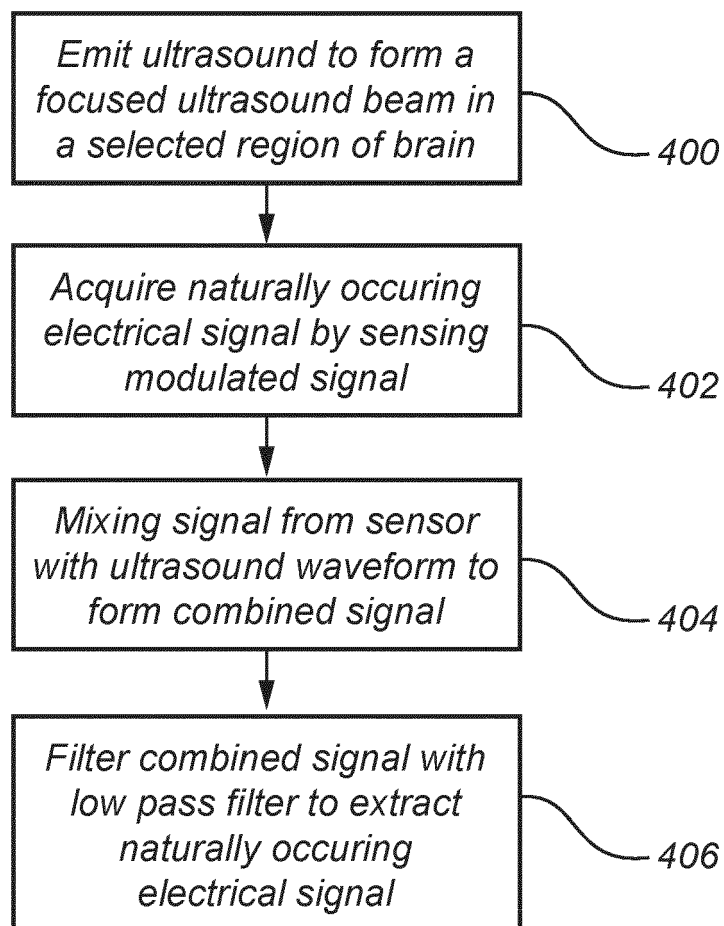 Emit ultrasound to form a
focused ultrasound beam in
a selected region of brain
400
Acquire naturally occuring
electrical signal by sensing
modulated signal
402
Mixing signal from sensor
with ultrasound waveform to
form combined signal
404
Filter combined signal with
low pass filter to extract
naturally occuring
electrical signal
406